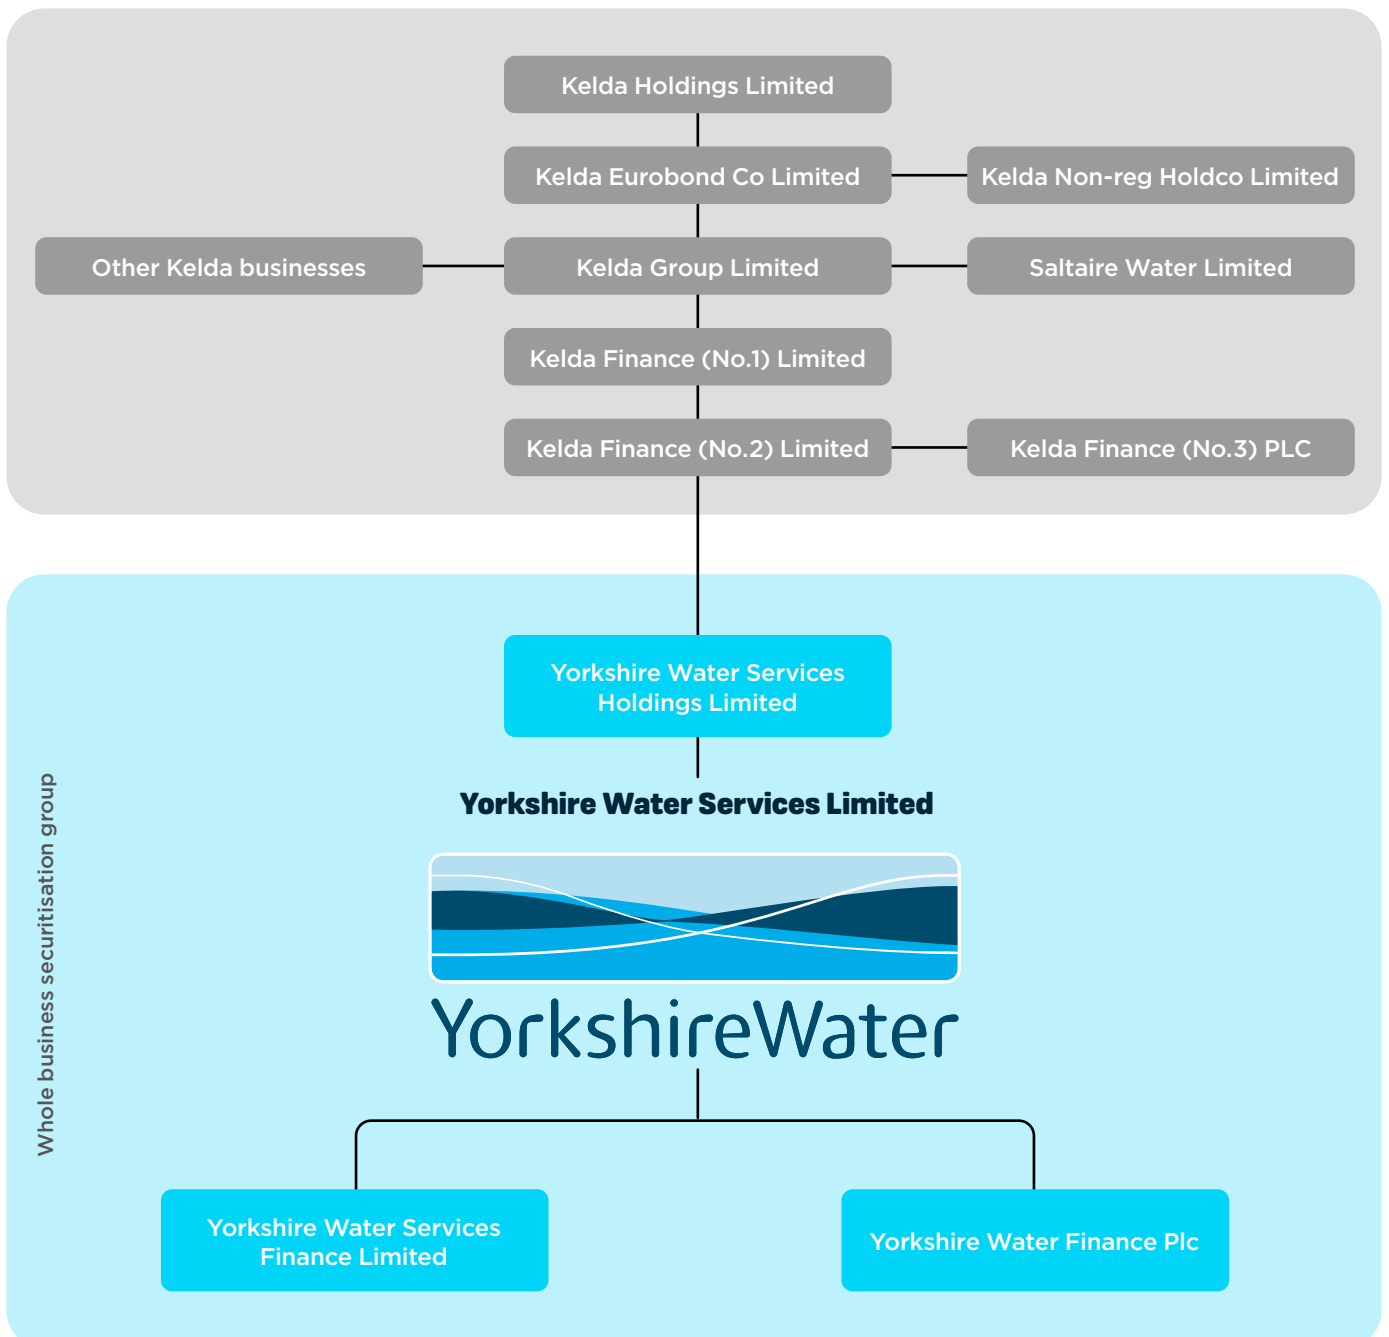 Kelda Holdings Limited
Kelda Eurobond Co Limited
Kelda Non-reg Holdco Limited
Other Kelda businesses
Kelda Group Limited
Saltaire Water Limited
Kelda Finance (No.1) Limited
Kelda Finance (No.2) Limited
Kelda Finance (No.3) PLC
Yorkshire Water Services
Holdings Limited
Whole business securitisation group
Yorkshire Water Services Limited
YorkshireWater
Yorkshire Water Services
Finance Limited
Yorkshire Water Finance Plc